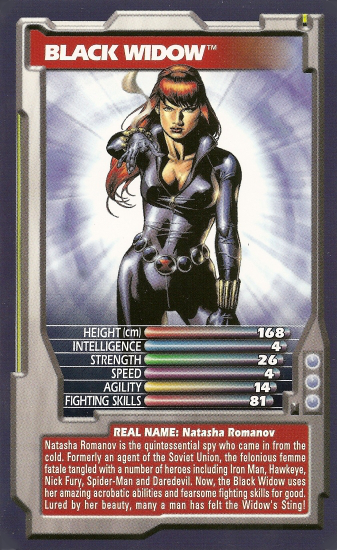 BLACK WIDOW™
HEIGHT (cm) 168
INTELLIGENCE 4
STRENGTH 26
SPEED 4
AGILITY 14
FIGHTING SKILLS 81
REAL NAME: Natasha Romanov
Natasha Romanov is the quintessential spy who came in from
the cold. Formerly an agent of the Soviet Union, the felonious femme
fatale tangled with a number of heroes including Iron Man, Hawkeye,
Nick Fury, Spider-Man and Daredevil. Now, the Black Widow uses
her amazing acrobatic abilities and fearsome fighting skills for good.
Lured by her beauty, many a man has felt the Widow's Sting!